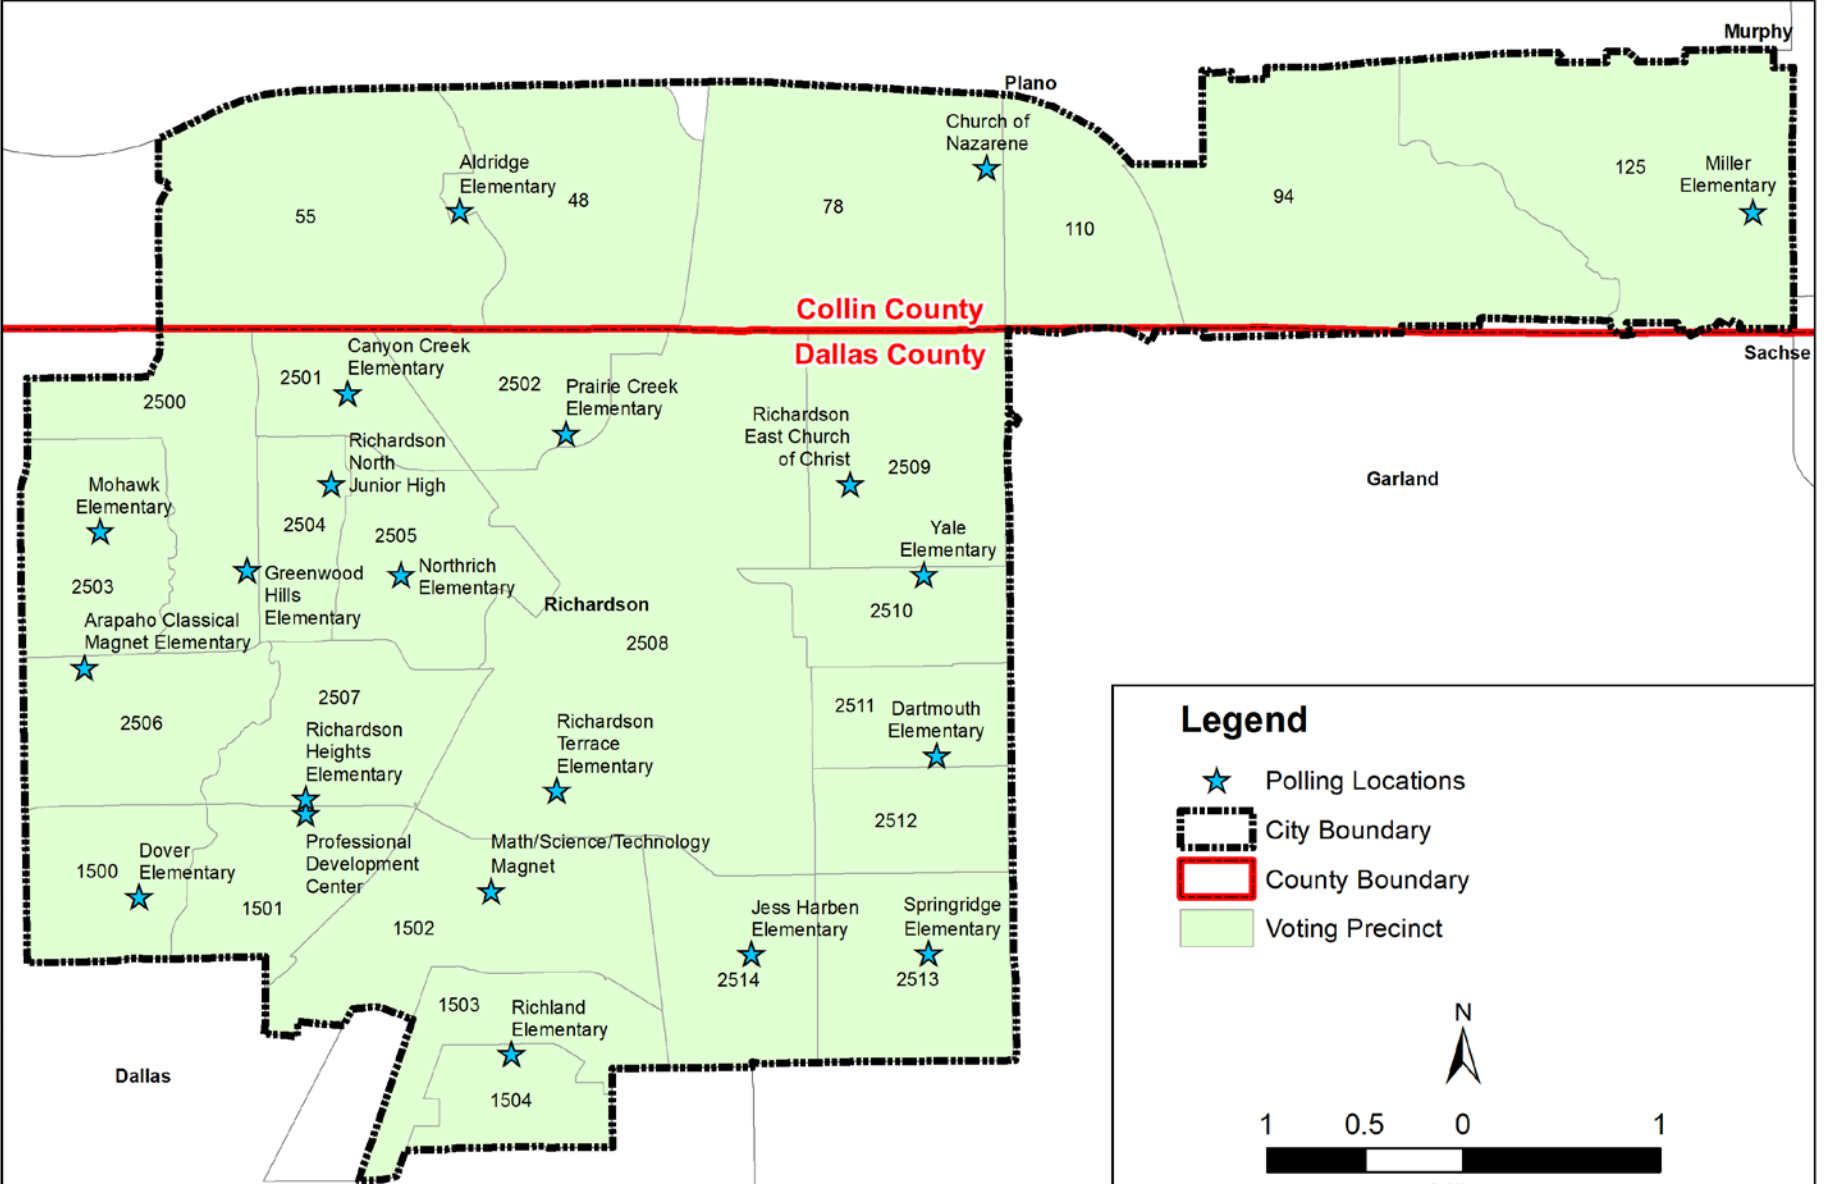 Murphy
Plano
Church of
Nazarene
Aldridge
Elementary
48
55
78
110
94
125
Miller
Elementary
Collin County
Dallas County
Sachse
Canyon Creek
Elementary
2501
2502
2500
Prairie Creek
Elementary
Richardson
East Church
of Christ
2509
Richardson
North
Junior High
Garland
Mohawk
Elementary
2504
2505
Yale
Elementary
Northrich
Elementary
Greenwood
Hills
Elementary
2503
Richardson
2510
Arapaho Classical
Magnet Elementary
2508
2507
2506
2511
Dartmouth
Elementary
Richardson
Heights
Elementary
Richardson
Terrace
Elementary
2512
Professional
Development
Center
Math/Science/Technology
Magnet
Dover
Elementary
1500
1501
1502
Jess Harben
Elementary
2514
Springridge
Elementary
2513
1503
Richland
Elementary
1504
Dallas
Legend
Polling Locations
City Boundary
County Boundary
Voting Precinct
N
1 0.5 0 1